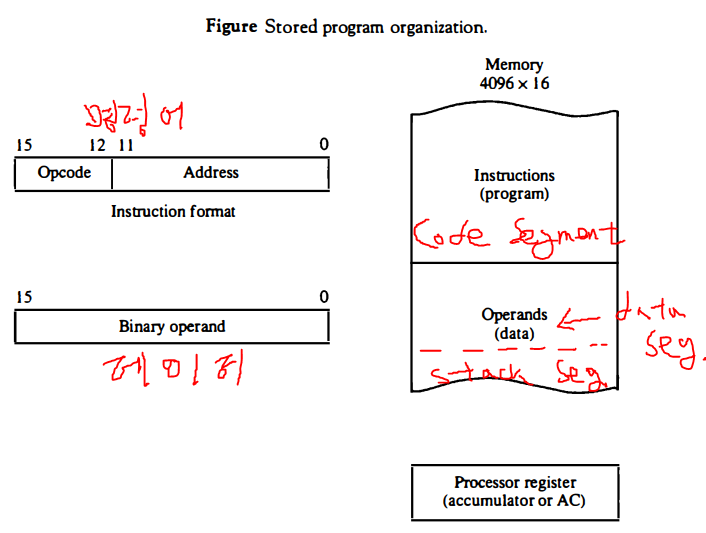 Figure Stored program organization.
Memory
4096 × 16
명령어
15 12 11 0
Opcode Address
Instruction format
Instructions
(program)
Code Segment
15 0
Binary operand
데이터
Operands
(data)
data
seg.
stack seg.
Processor register
(accumulator or AC)